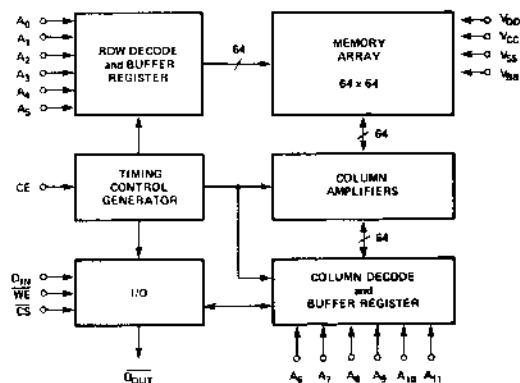 A0
A1
A2
A3
A4
A5
ROW DECODE
and BUFFER
REGISTER
64
MEMORY
ARRAY
64 x 64
VDD
VCC
VSS
VBB
64
CE
TIMING
CONTROL
GENERATOR
COLUMN
AMPLIFIERS
64
DIN
WE
CS
I/O
COLUMN DECODE
and
BUFFER REGISTER
DOUT
A6 A7 A8 A9 A10 A11